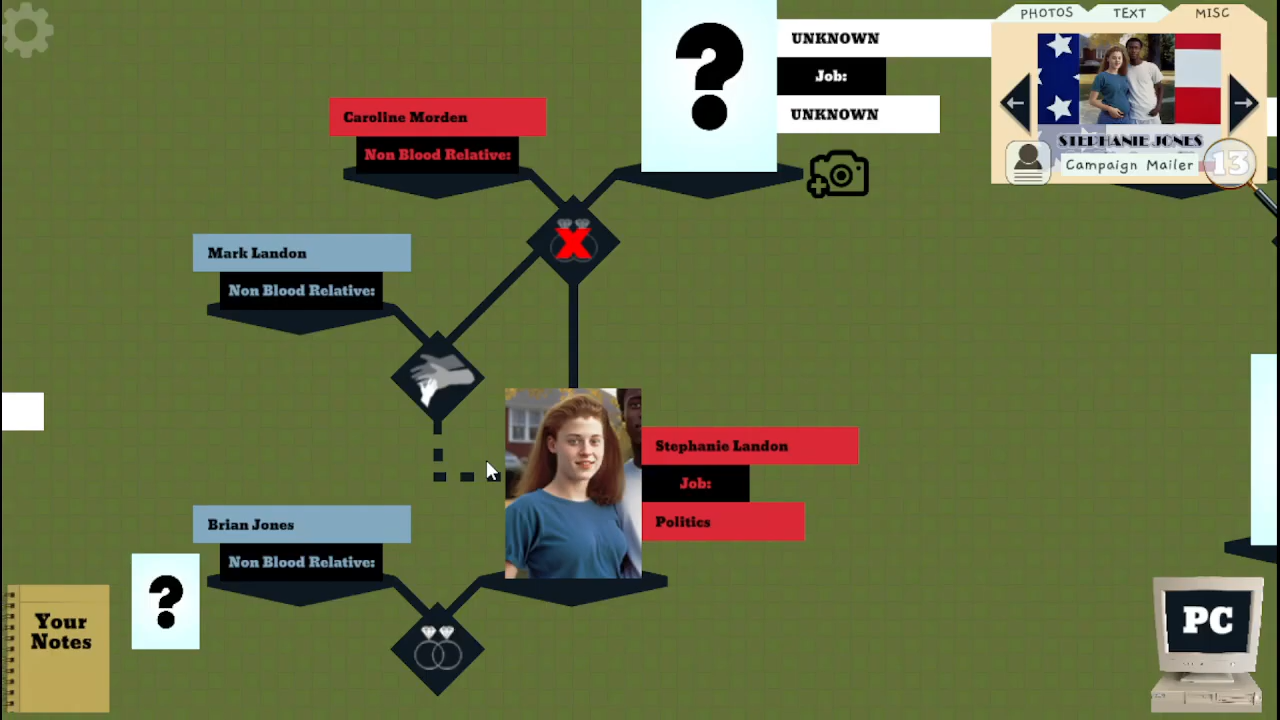 PHOTOS TEXT MISC
UNKNOWN
Job:
UNKNOWN
STEPHANIE JONES
Campaign Mailer
13
Caroline Morden
Non Blood Relative:
Mark Landon
Non Blood Relative:
Stephanie Landon
Job:
Politics
Brian Jones
Non Blood Relative:
?
?
X
Your
Notes
PC